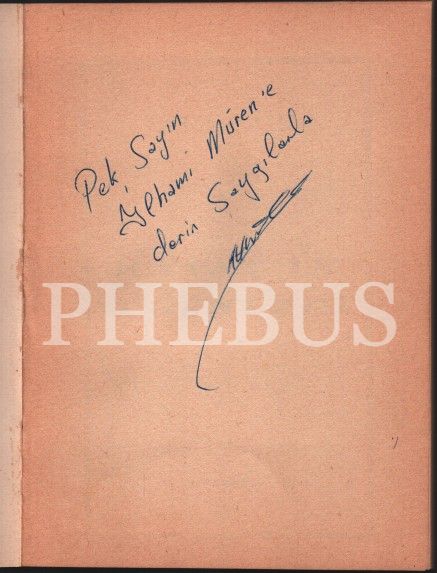 Pek Sayın
İlhami Müren'e
derin Saygılarla
PHEBUS